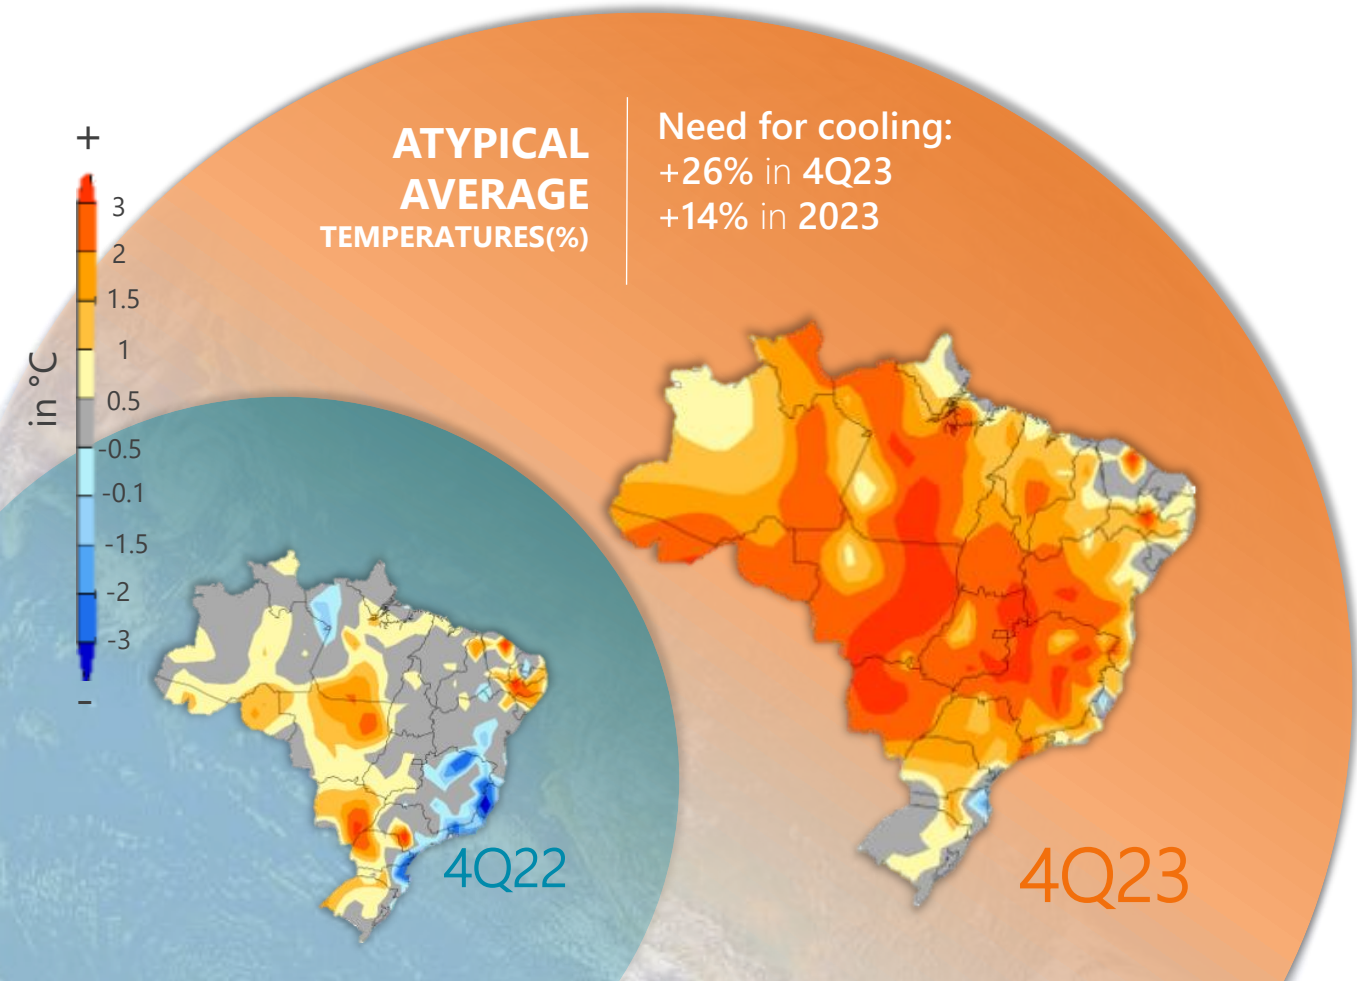 ATYPICAL
AVERAGE
TEMPERATURES(%)
Need for cooling:
+26% in 4Q23
+14% in 2023
+
3
2
1.5
1
0.5
-0.5
-0.1
-1.5
-2
-3
-
in °C
4Q22
4Q23